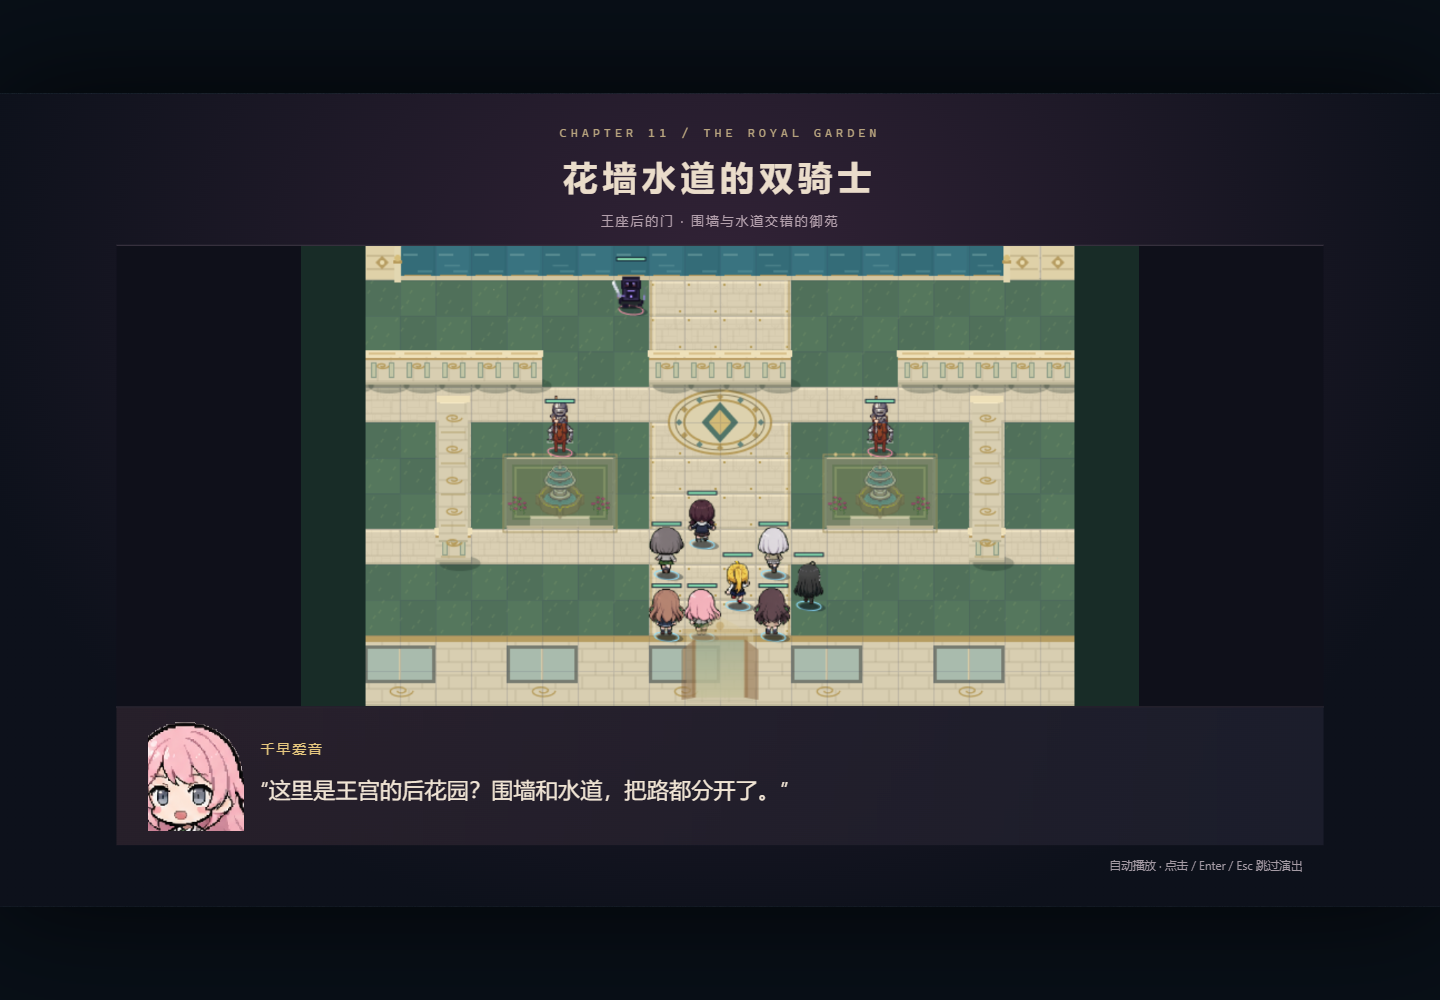 CHAPTER 11 / THE ROYAL GARDEN
花墙水道的双骑士
王座后的门 · 围墙与水道交错的御苑
千早爱音
“这里是王宫的后花园？围墙和水道，把路都分开了。”
自动播放 · 点击 / Enter / Esc 跳过演出